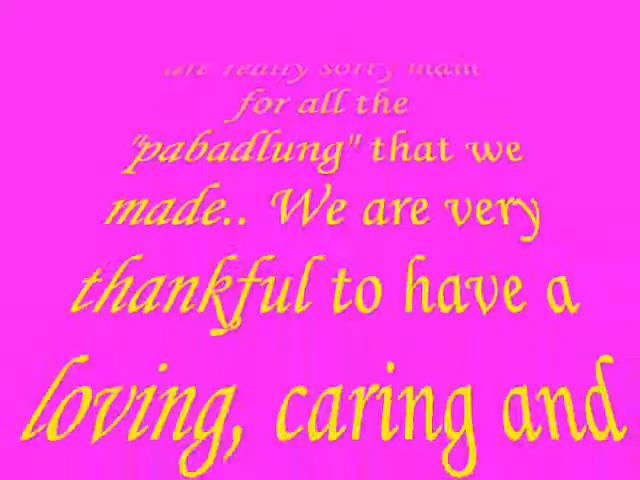 are really sorry mam
for all the
"pabadlung" that we
made.. We are very
thankful to have a
loving, caring and